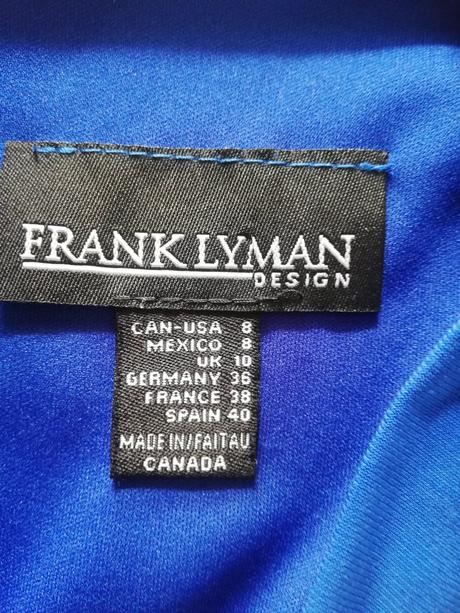 FRANK LYMAN
DESIGN
CAN-USA 8
MEXICO 8
UK 10
GERMANY 36
FRANCE 38
SPAIN 40
MADE IN/FAIT AU
CANADA